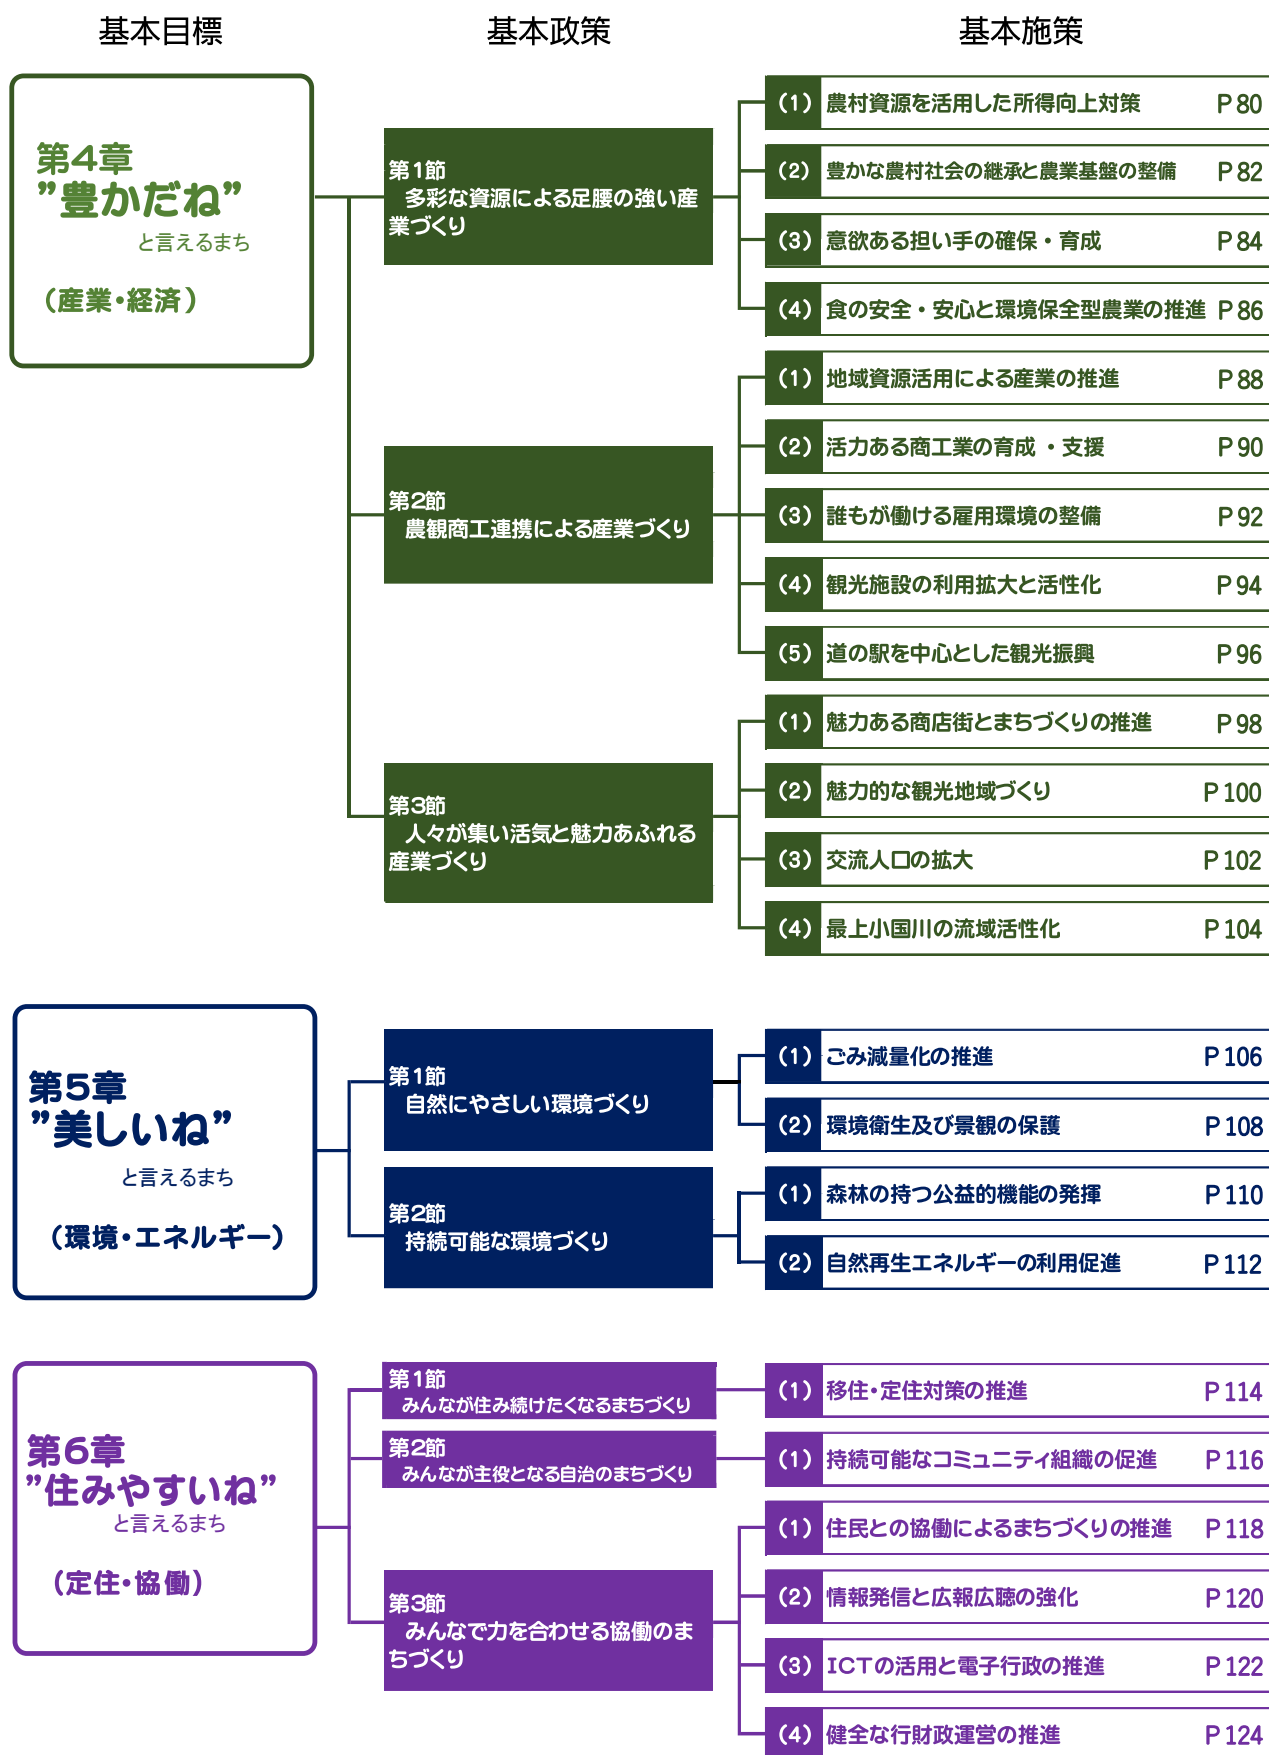 基本目標 基本政策 基本施策
第4章
”豊かだね”
と言えるまち
（産業・経済）
第1節
多彩な資源による足腰の強い産
業づくり
（1） 農村資源を活用した所得向上対策 P80
（2） 豊かな農村社会の継承と農業基盤の整備 P82
（3） 意欲ある担い手の確保・育成 P84
（4） 食の安全・安心と環境保全型農業の推進 P86
第2節
農観商工連携による産業づくり
（1） 地域資源活用による産業の推進 P88
（2） 活力ある商工業の育成・支援 P90
（3） 誰もが働ける雇用環境の整備 P92
（4） 観光施設の利用拡大と活性化 P94
（5） 道の駅を中心とした観光振興 P96
第3節
人々が集い活気と魅力あふれる
産業づくり
（1） 魅力ある商店街とまちづくりの推進 P98
（2） 魅力的な観光地域づくり P100
（3） 交流人口の拡大 P102
（4） 最上小国川の流域活性化 P104
第5章
”美しいね”
と言えるまち
（環境・エネルギー）
第1節
自然にやさしい環境づくり
（1） ごみ減量化の推進 P106
（2） 環境衛生及び景観の保護 P108
第2節
持続可能な環境づくり
（1） 森林の持つ公益的機能の発揮 P110
（2） 自然再生エネルギーの利用促進 P112
第6章
”住みやすいね”
と言えるまち
（定住・協働）
第1節
みんなが住み続けたくなるまちづくり
（1） 移住・定住対策の推進 P114
第2節
みんなが主役となる自治のまちづくり
（1） 持続可能なコミュニティ組織の促進 P116
第3節
みんなで力を合わせる協働のま
ちづくり
（1） 住民との協働によるまちづくりの推進 P118
（2） 情報発信と広報広聴の強化 P120
（3） ICTの活用と電子行政の推進 P122
（4） 健全な行財政運営の推進 P124